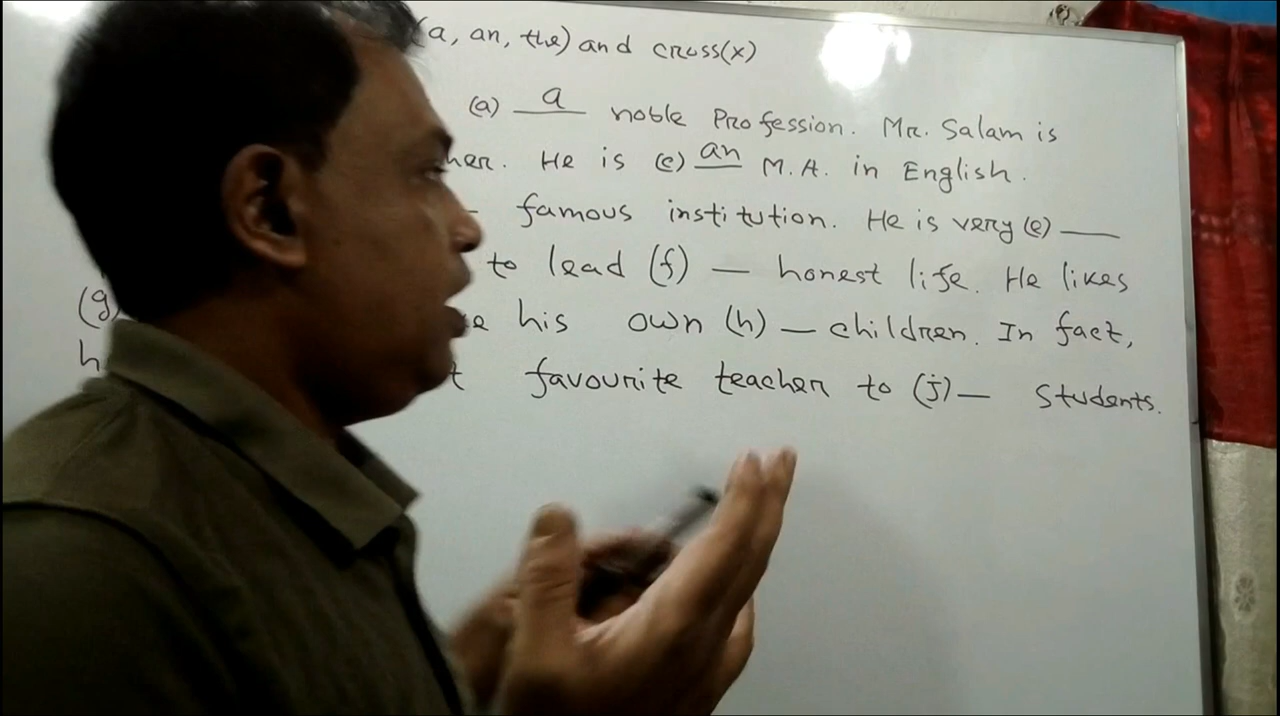 (a, an, the) and cross(x)
(a) a noble Profession. Mr. Salam is
her. He is (c) an M.A. in English.
— famous institution. He is very (e) —
to lead (f) — honest life. He likes
(g) his own (h) — children. In fact,
h favourite teacher to (j) — students.